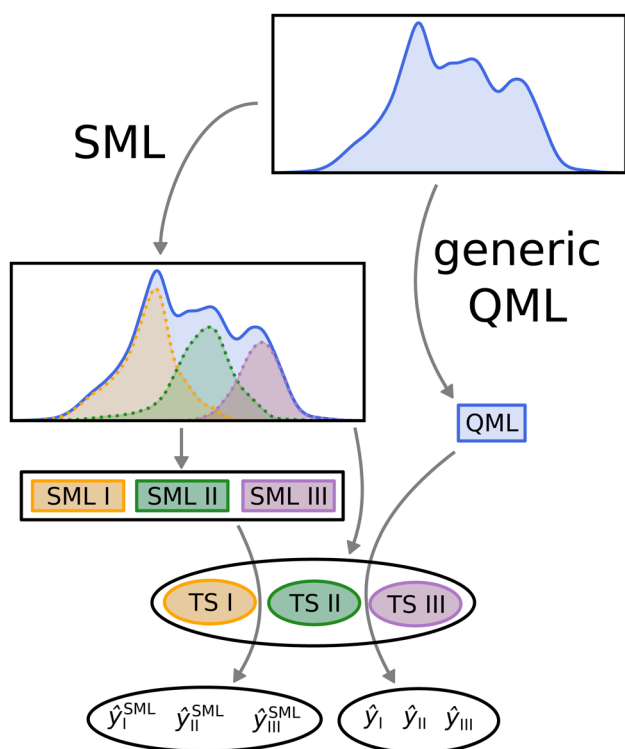 SML
generic
QML
QML
SML I SML II SML III
TS I TS II TS III
ŷ_I^SML ŷ_II^SML ŷ_III^SML ŷ_I ŷ_II ŷ_III